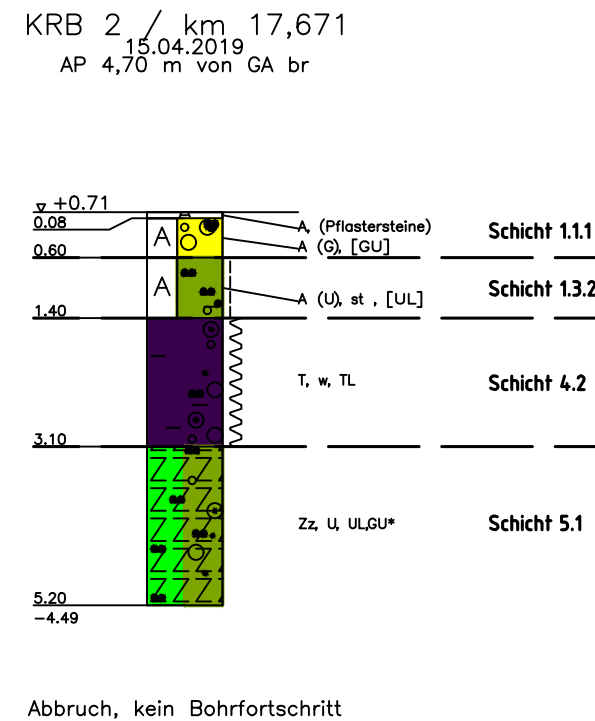 KRB 2 / km 17,671
15.04.2019
AP 4,70 m von GA br
+0.71
0.08
A, (Pflastersteine)
Schicht 1.1.1
A
A (G), [GU]
0.60
A
Schicht 1.3.2
A (U), st , [UL]
1.40
T, w, TL
Schicht 4.2
3.10
Zz, U, UL,GU*
Schicht 5.1
5.20
-4.49
Abbruch, kein Bohrfortschritt